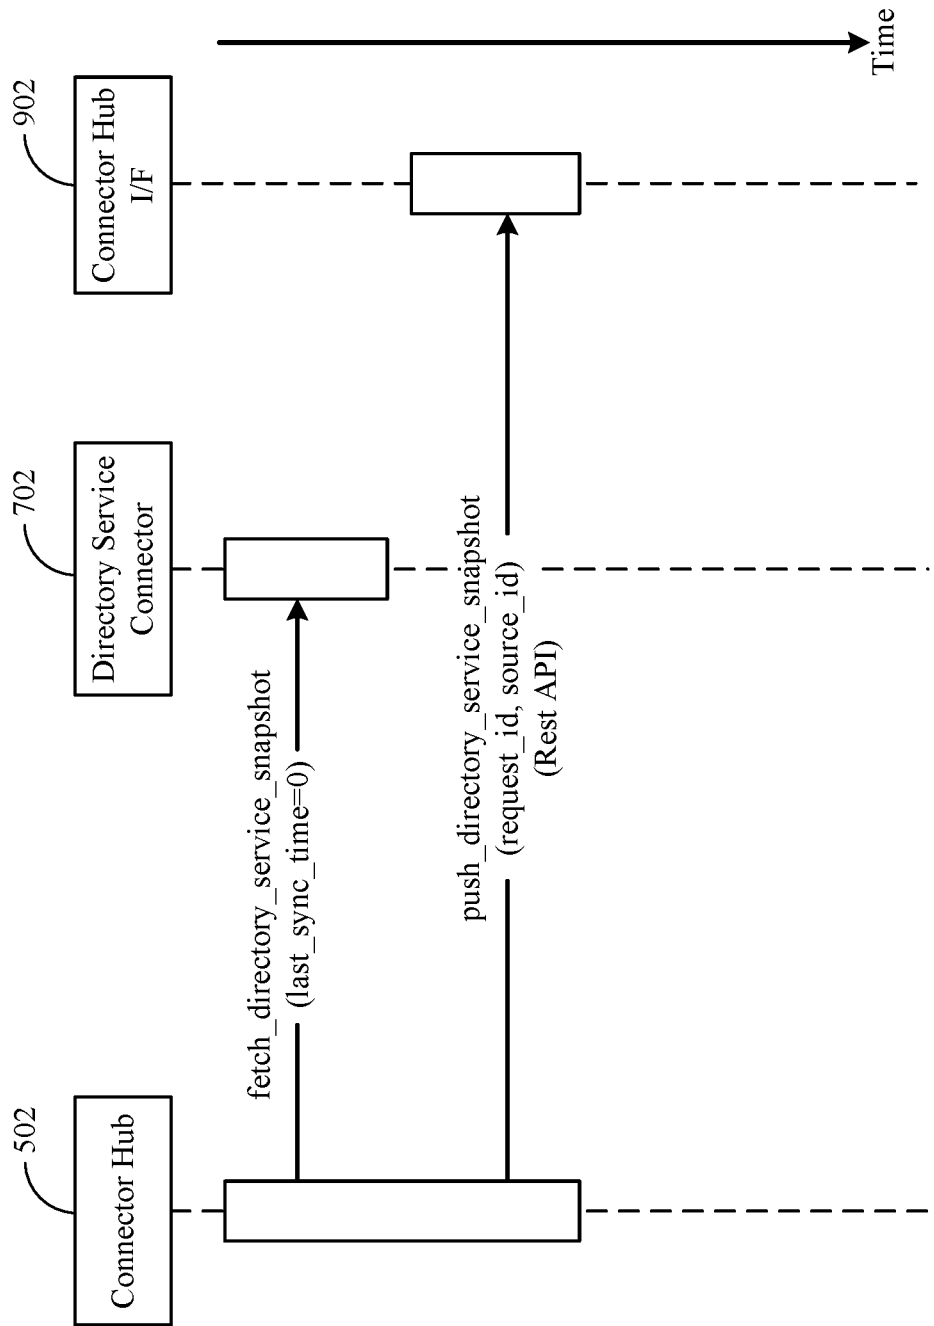 502
Connector Hub
702
Directory Service
Connector
902
Connector Hub
I/F
fetch_directory_service_snapshot
(last_sync_time=0)
push_directory_service_snapshot
(request_id, source_id)
(Rest API)
Time